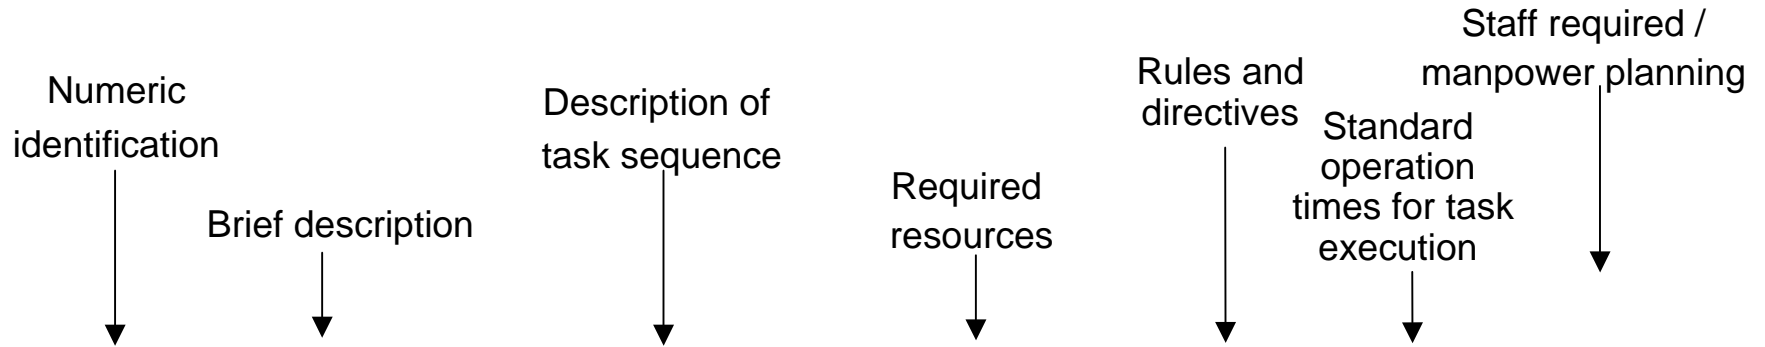 Numeric
identification
Brief description
Description of
task sequence
Required
resources
Rules and
directives
Standard
operation
times for task
execution
Staff required /
manpower planning